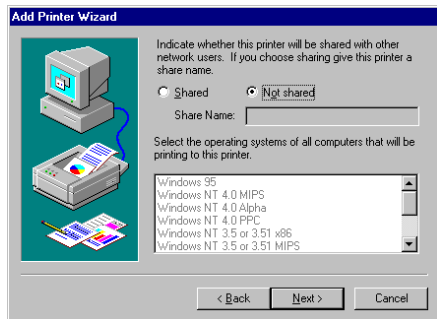 Add Printer Wizard
Indicate whether this printer will be shared with other
network users. If you choose sharing give this printer a
share name.
Shared Not shared
Share Name:
Select the operating systems of all computers that will be
printing to this printer.
Windows 95
Windows NT 4.0 MIPS
Windows NT 4.0 Alpha
Windows NT 4.0 PPC
Windows NT 3.5 or 3.51 x86
Windows NT 3.5 or 3.51 MIPS
< Back Next > Cancel